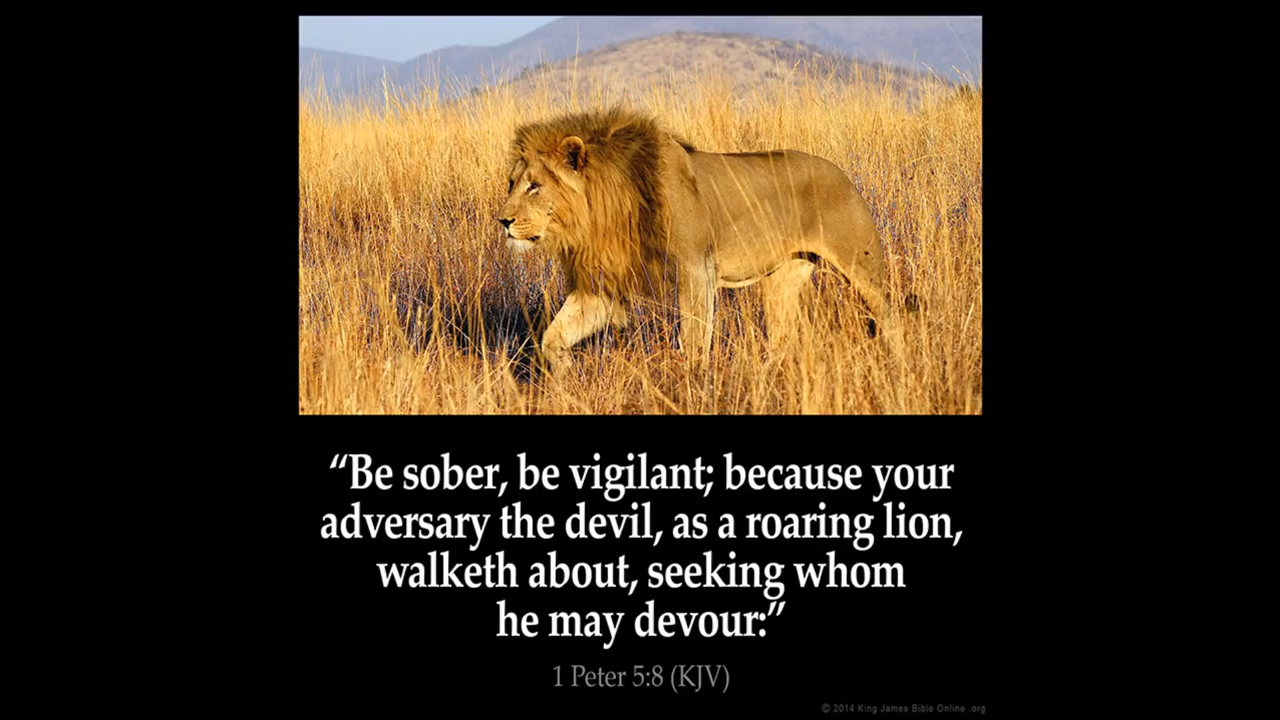 “Be sober, be vigilant; because your
adversary the devil, as a roaring lion,
walketh about, seeking whom
he may devour:”
1 Peter 5:8 (KJV)
© 2014 King James Bible Online .org